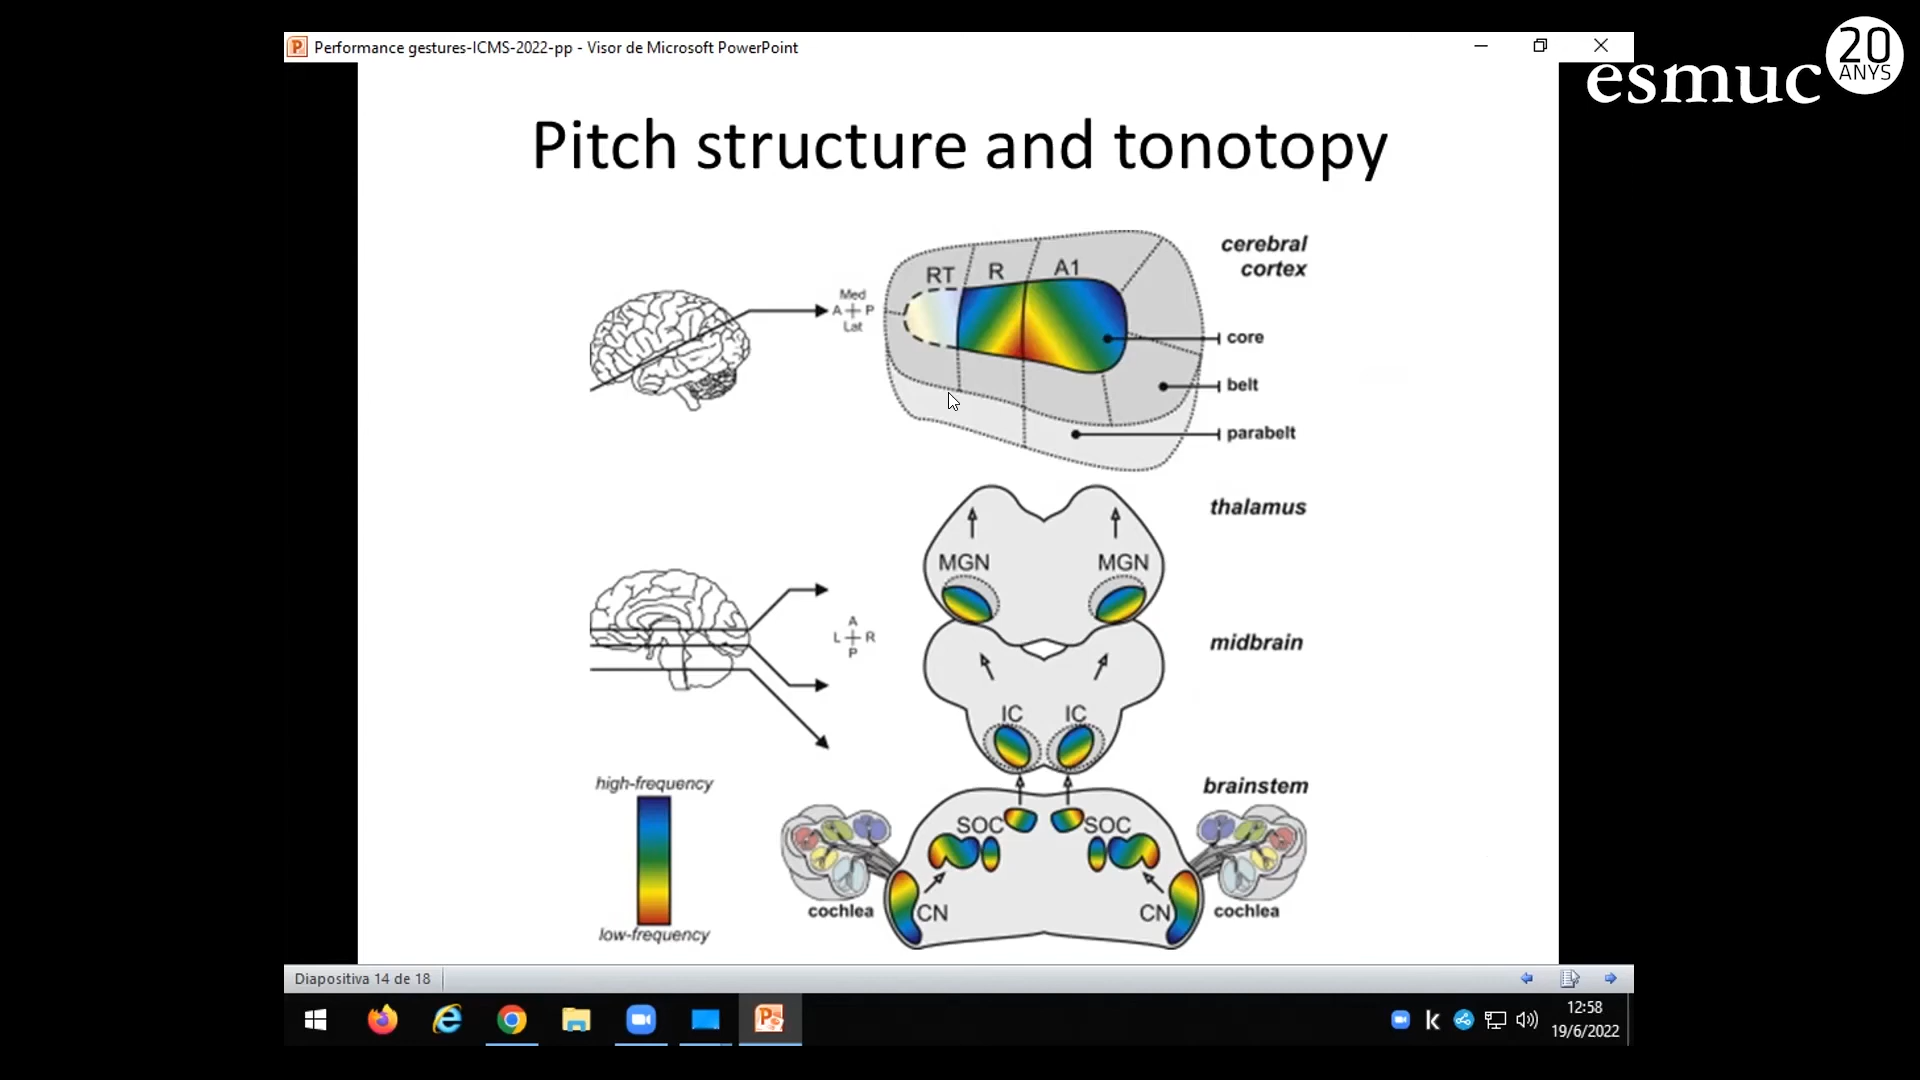 Performance gestures-ICMS-2022-pp - Visor de Microsoft PowerPoint
esmuc
20
ANYS
Pitch structure and tonotopy
cerebral
cortex
RT
R
A1
Med
A
P
Lat
core
belt
parabelt
thalamus
MGN
MGN
A
L
R
P
midbrain
IC
IC
high-frequency
low-frequency
brainstem
SOC
SOC
cochlea
CN
CN
cochlea
Diapositiva 14 de 18
12:58
19/6/2022